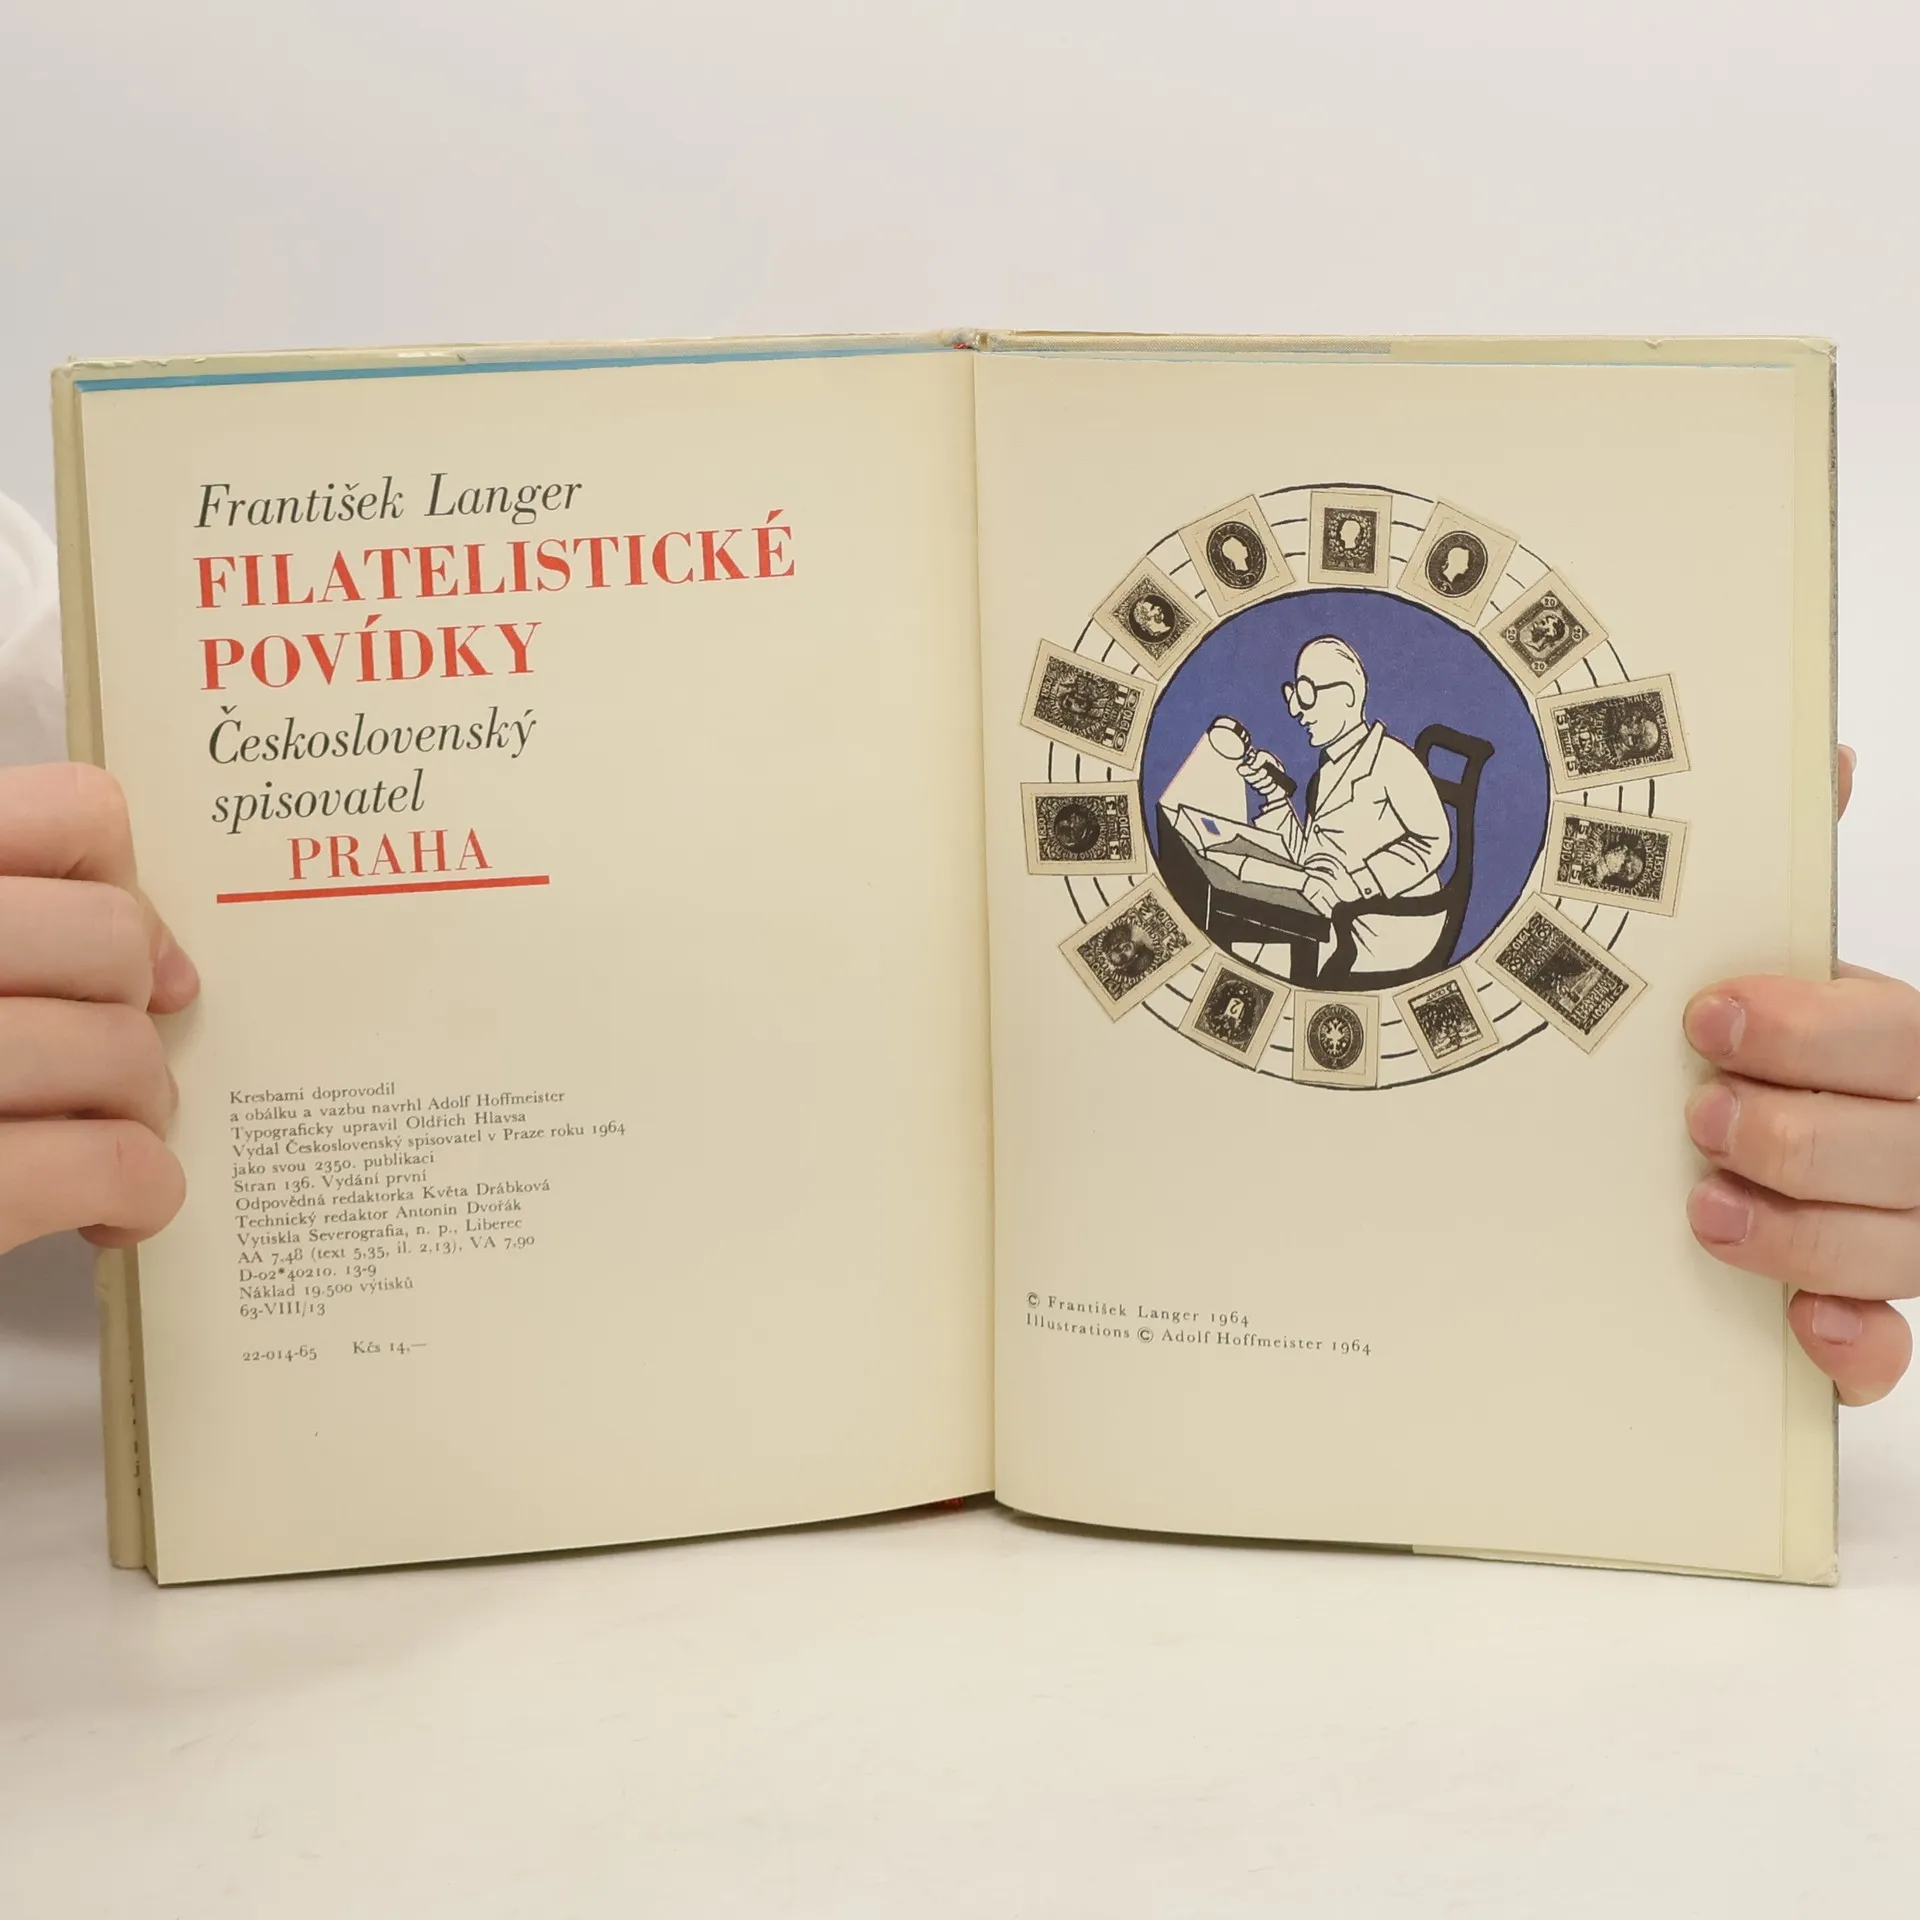 František Langer
FILATELISTICKÉ
POVÍDKY
Československý
spisovatel
PRAHA
Kresbami doprovodil
a obálku a vazbu navrhl Adolf Hoffmeister
Typograficky upravil Oldřich Hlavsa
Vydal Československý spisovatel v Praze roku 1964
jako svou 2350. publikaci
Stran 136. Vydání první
Odpovědná redaktorka Květa Drábková
Technický redaktor Antonín Dvořák
Vytiskla Severografia, n. p., Liberec
AA 7,48 (text 5,35, il. 2,13), VA 7,90
D-02*40210. 13-9
Náklad 19.500 výtisků
63-VIII/13
22-014-65 Kčs 14,—
© František Langer 1964
Illustrations © Adolf Hoffmeister 1964